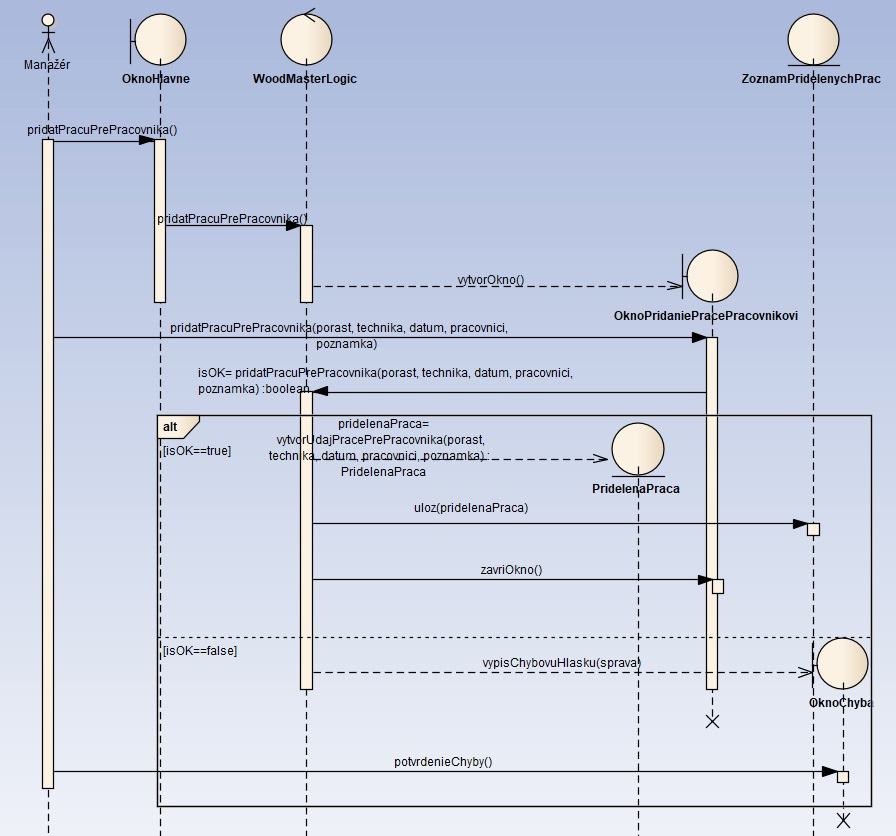 Manažér
OknoHlavne
WoodMasterLogic
ZoznamPridelenychPrac
pridatPracuPrePracovnika()
pridatPracuPrePracovnika()
vytvorOkno()
OknoPridaniePracePracovnikovi
pridatPracuPrePracovnika(porast, technika, datum, pracovnici,
poznamka)
isOK= pridatPracuPrePracovnika(porast, technika, datum, pracovnici,
poznamka) :boolean
alt
[isOK==true]
pridelenaPraca=
vytvorUdajPracePrePracovnika(porast,
technika, datum, pracovnici, poznamka) :
PridelenaPraca
PridelenaPraca
uloz(pridelenaPraca)
zavriOkno()
[isOK==false]
vypisChybovuHlasku(sprava)
OknoChyba
potvrdenieChyby()